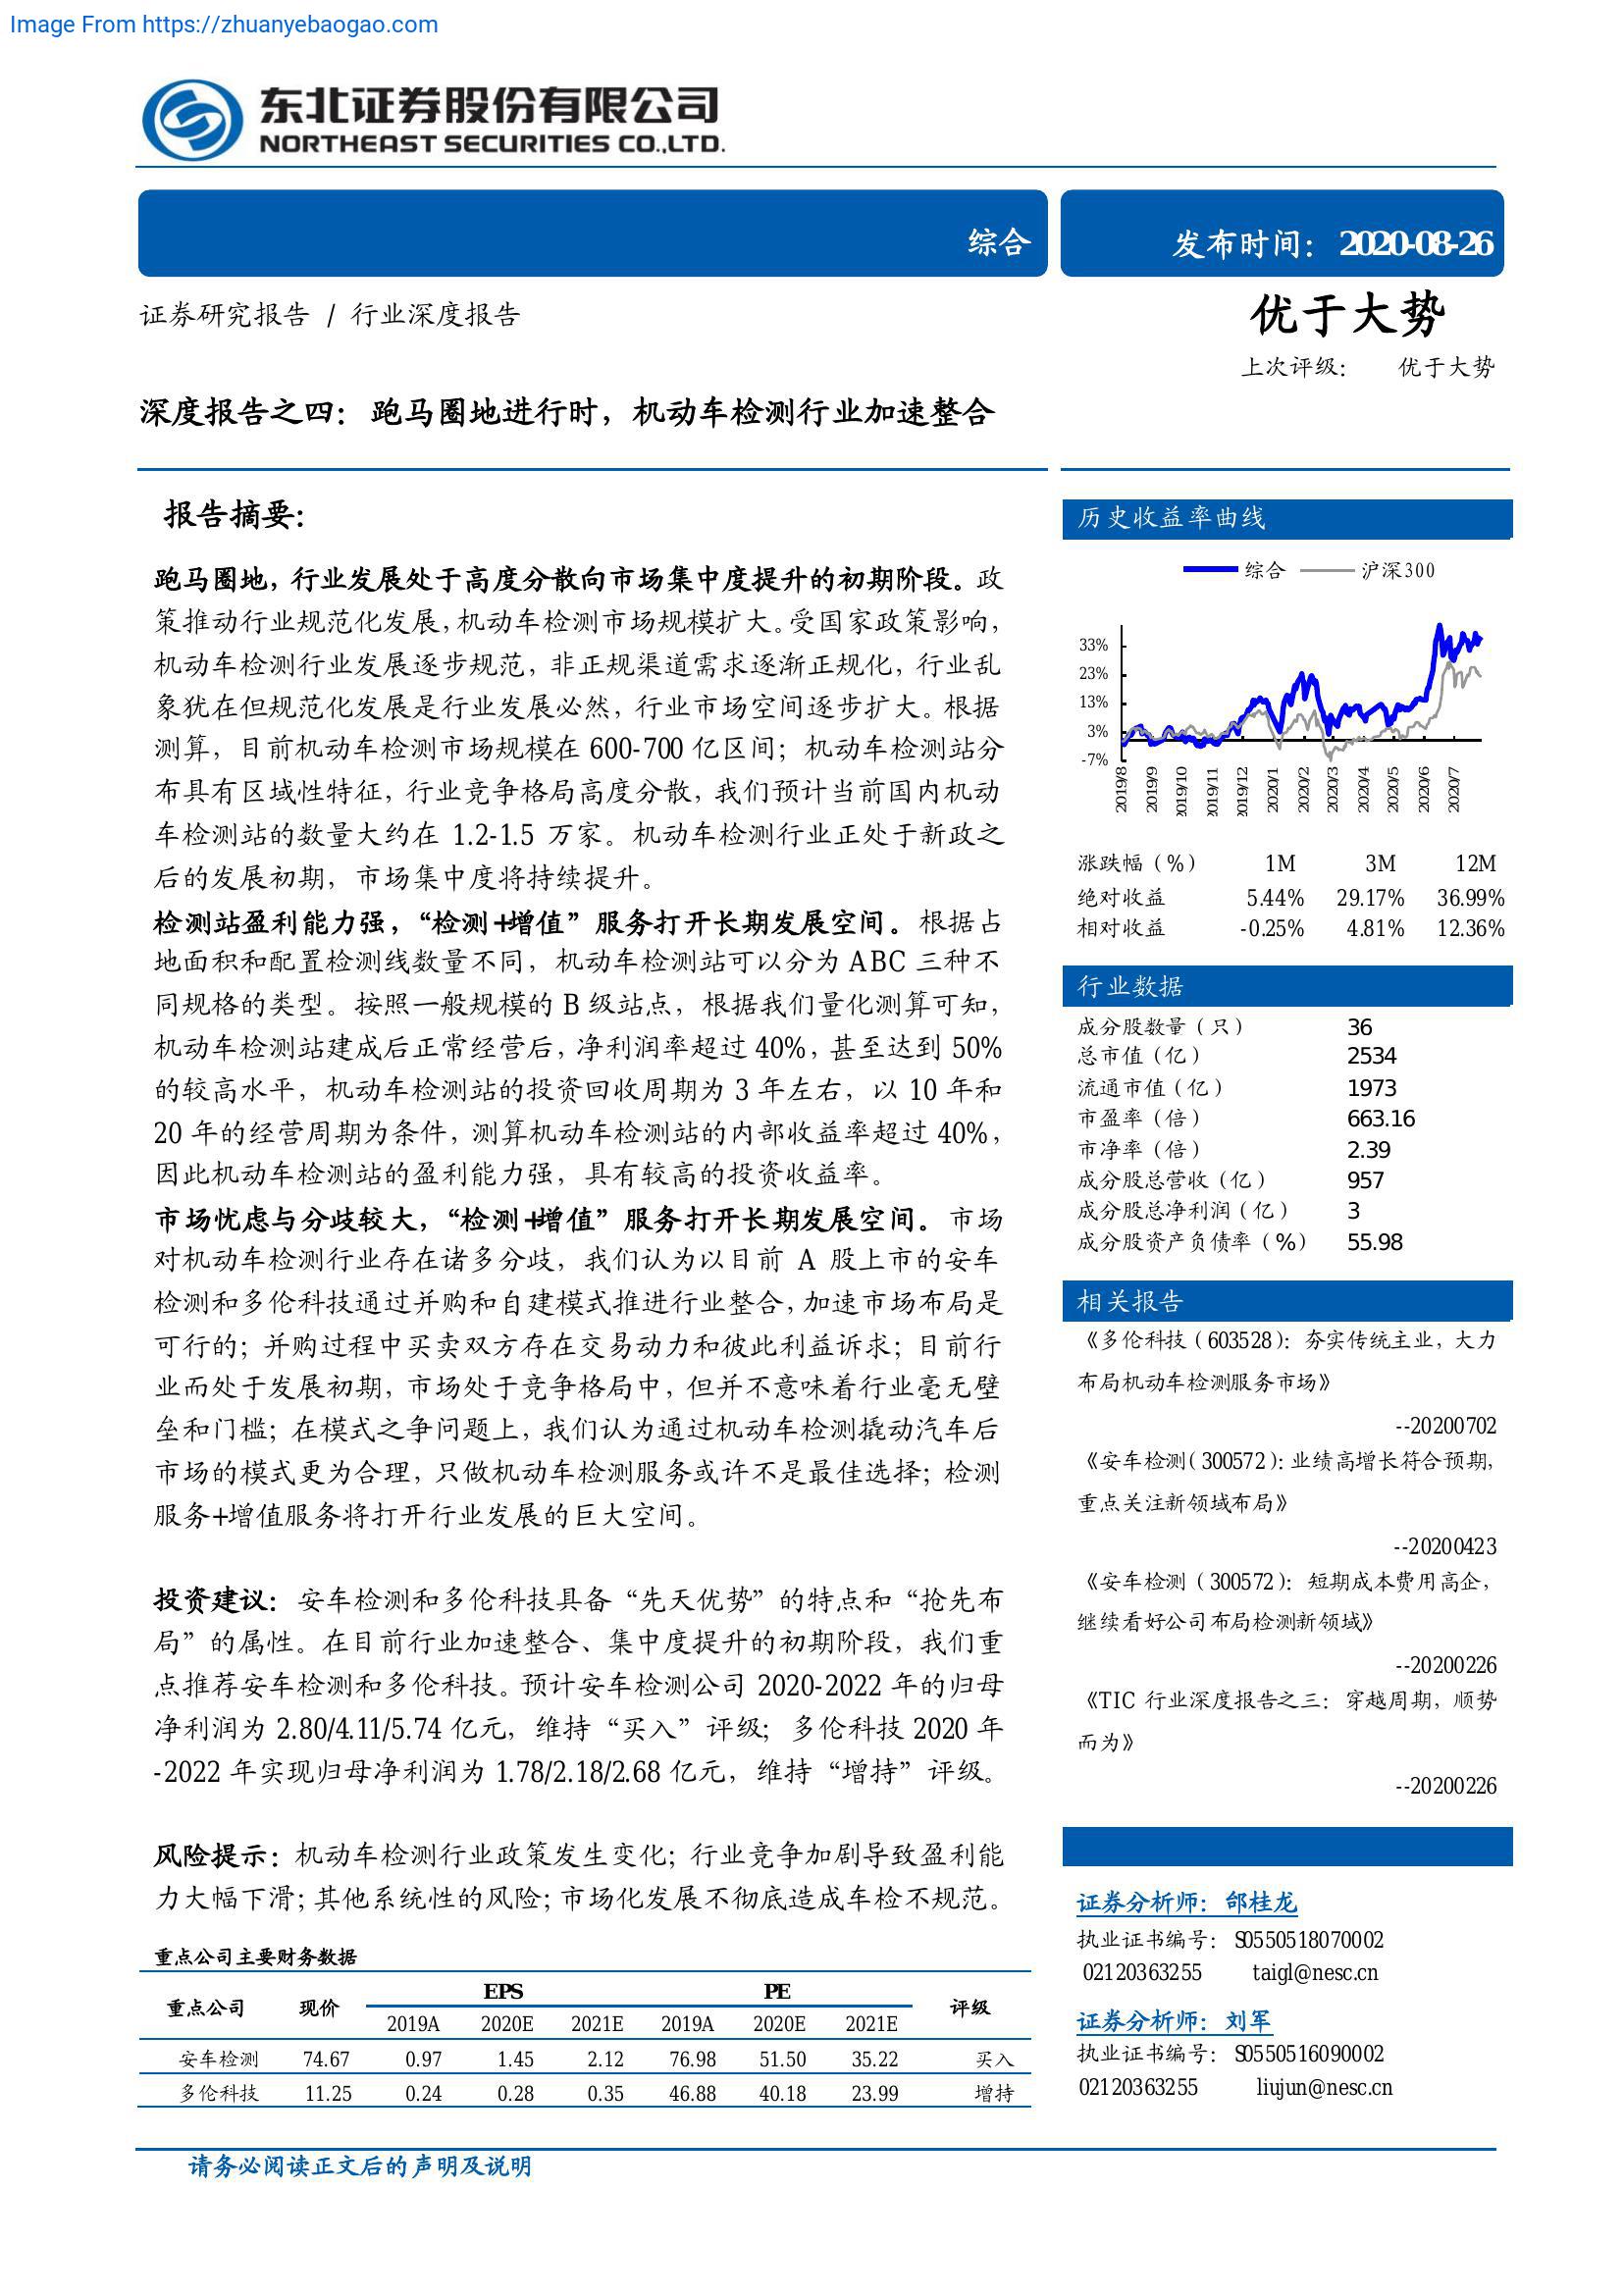 Image From https://zhuanyebaogao.com
东北证券股份有限公司
NORTHEAST SECURITIES CO.,LTD.
综合
发布时间：2020-08-26
证券研究报告 / 行业深度报告
优于大势
上次评级： 优于大势
深度报告之四：跑马圈地进行时，机动车检测行业加速整合
报告摘要：
跑马圈地，行业发展处于高度分散向市场集中度提升的初期阶段。政
策推动行业规范化发展，机动车检测市场规模扩大。受国家政策影响，
机动车检测行业发展逐步规范，非正规渠道需求逐渐正规化，行业乱
象犹在但规范化发展是行业发展必然，行业市场空间逐步扩大。根据
测算，目前机动车检测市场规模在 600-700 亿区间；机动车检测站分
布具有区域性特征，行业竞争格局高度分散，我们预计当前国内机动
车检测站的数量大约在 1.2-1.5 万家。机动车检测行业正处于新政之
后的发展初期，市场集中度将持续提升。
检测站盈利能力强，“检测+增值”服务打开长期发展空间。根据占
地面积和配置检测线数量不同，机动车检测站可以分为 ABC 三种不
同规格的类型。按照一般规模的 B 级站点，根据我们量化测算可知，
机动车检测站建成后正常经营后，净利润率超过 40%，甚至达到 50%
的较高水平，机动车检测站的投资回收周期为 3 年左右，以 10 年和
20 年的经营周期为条件，测算机动车检测站的内部收益率超过 40%，
因此机动车检测站的盈利能力强，具有较高的投资收益率。
市场忧虑与分歧较大，“检测+增值”服务打开长期发展空间。市场
对机动车检测行业存在诸多分歧，我们认为以目前 A 股上市的安车
检测和多伦科技通过并购和自建模式推进行业整合，加速市场布局是
可行的；并购过程中买卖双方存在交易动力和彼此利益诉求；目前行
业而处于发展初期，市场处于竞争格局中，但并不意味着行业毫无壁
垒和门槛；在模式之争问题上，我们认为通过机动车检测撬动汽车后
市场的模式更为合理，只做机动车检测服务或许不是最佳选择；检测
服务+增值服务将打开行业发展的巨大空间。
投资建议：安车检测和多伦科技具备“先天优势”的特点和“抢先布
局”的属性。在目前行业加速整合、集中度提升的初期阶段，我们重
点推荐安车检测和多伦科技。预计安车检测公司 2020-2022 年的归母
净利润为 2.80/4.11/5.74 亿元，维持“买入”评级；多伦科技 2020 年
-2022 年实现归母净利润为 1.78/2.18/2.68 亿元，维持“增持”评级。
风险提示：机动车检测行业政策发生变化；行业竞争加剧导致盈利能
力大幅下滑；其他系统性的风险；市场化发展不彻底造成车检不规范。
重点公司主要财务数据
重点公司 现价 EPS PE 评级
2019A 2020E 2021E 2019A 2020E 2021E
安车检测 74.67 0.97 1.45 2.12 76.98 51.50 35.22 买入
多伦科技 11.25 0.24 0.28 0.35 46.88 40.18 23.99 增持
历史收益率曲线
综合 沪深300
33%
23%
13%
3%
-7%
2019/8 2019/9 2019/10 2019/11 2019/12 2020/1 2020/2 2020/3 2020/4 2020/5 2020/6 2020/7
涨跌幅（%） 1M 3M 12M
绝对收益 5.44% 29.17% 36.99%
相对收益 -0.25% 4.81% 12.36%
行业数据
成分股数量（只） 36
总市值（亿） 2534
流通市值（亿） 1973
市盈率（倍） 663.16
市净率（倍） 2.39
成分股总营收（亿） 957
成分股总净利润（亿） 3
成分股资产负债率（%） 55.98
相关报告
《多伦科技（603528）：夯实传统主业，大力
布局机动车检测服务市场》
--20200702
《安车检测（300572）：业绩高增长符合预期，
重点关注新领域布局》
--20200423
《安车检测（300572）：短期成本费用高企，
继续看好公司布局检测新领域》
--20200226
《TIC 行业深度报告之三：穿越周期，顺势
而为》
--20200226
证券分析师：邰桂龙
执业证书编号：S0550518070002
02120363255 taigl@nesc.cn
证券分析师：刘军
执业证书编号：S0550516090002
02120363255 liujun@nesc.cn
请务必阅读正文后的声明及说明